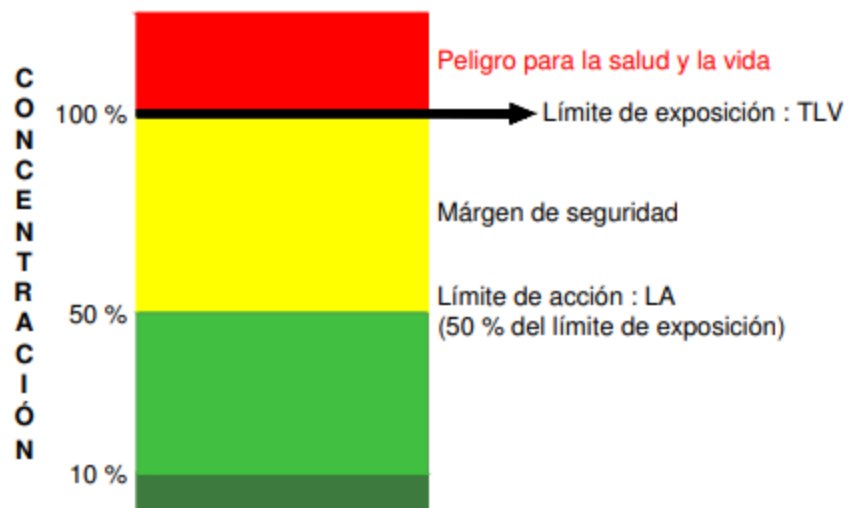 CONCENTRACIÓN
Peligro para la salud y la vida
100 %
Límite de exposición : TLV
Márgen de seguridad
50 %
Límite de acción : LA
(50 % del límite de exposición)
10 %